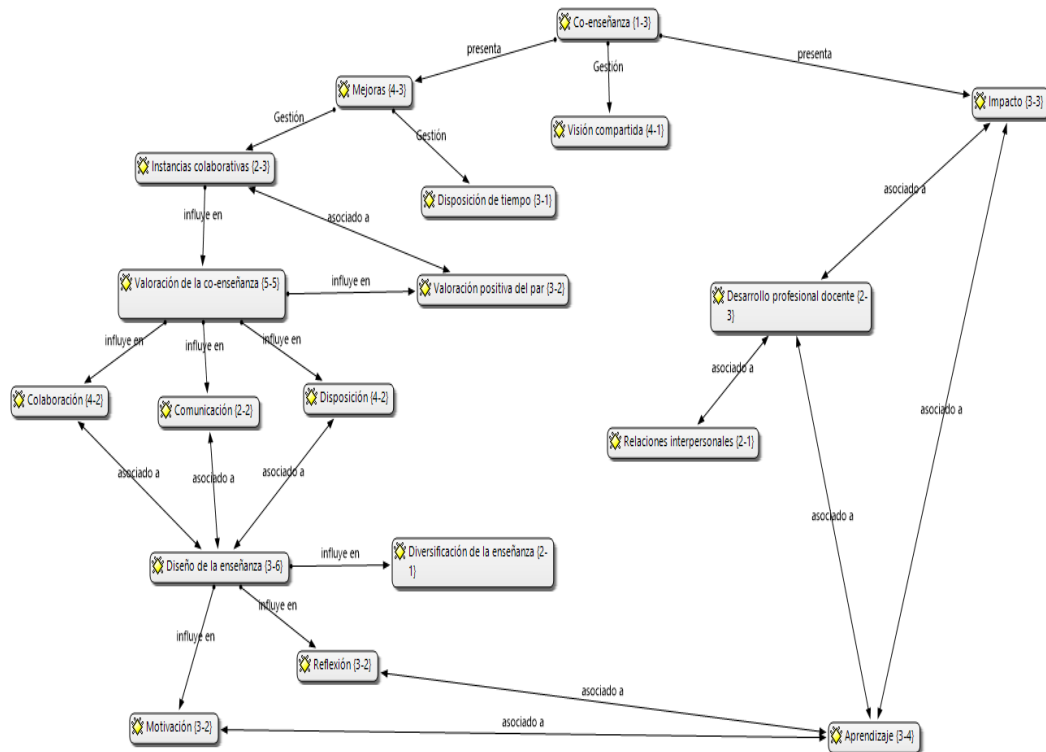 Co-enseñanza {1-3}
presenta
presenta
Gestión
Mejoras {4-3}
Impacto {3-3}
Gestión
Gestión
Visión compartida {4-1}
Instancias colaborativas {2-3}
asociado a
Disposición de tiempo {3-1}
influye en
asociado a
Valoración de la co-enseñanza {5-5}
influye en
Valoración positiva del par {3-2}
Desarrollo profesional docente {2-
3}
influye en
influye en
influye en
Colaboración {4-2}
Comunicación {2-2}
Disposición {4-2}
asociado a
asociado a
Relaciones interpersonales {2-1}
asociado a
asociado a
asociado a
asociado a
Diseño de la enseñanza {3-6}
influye en
Diversificación de la enseñanza {2-
1}
influye en
influye en
Reflexión {3-2}
asociado a
Motivación {3-2}
asociado a
Aprendizaje {3-4}